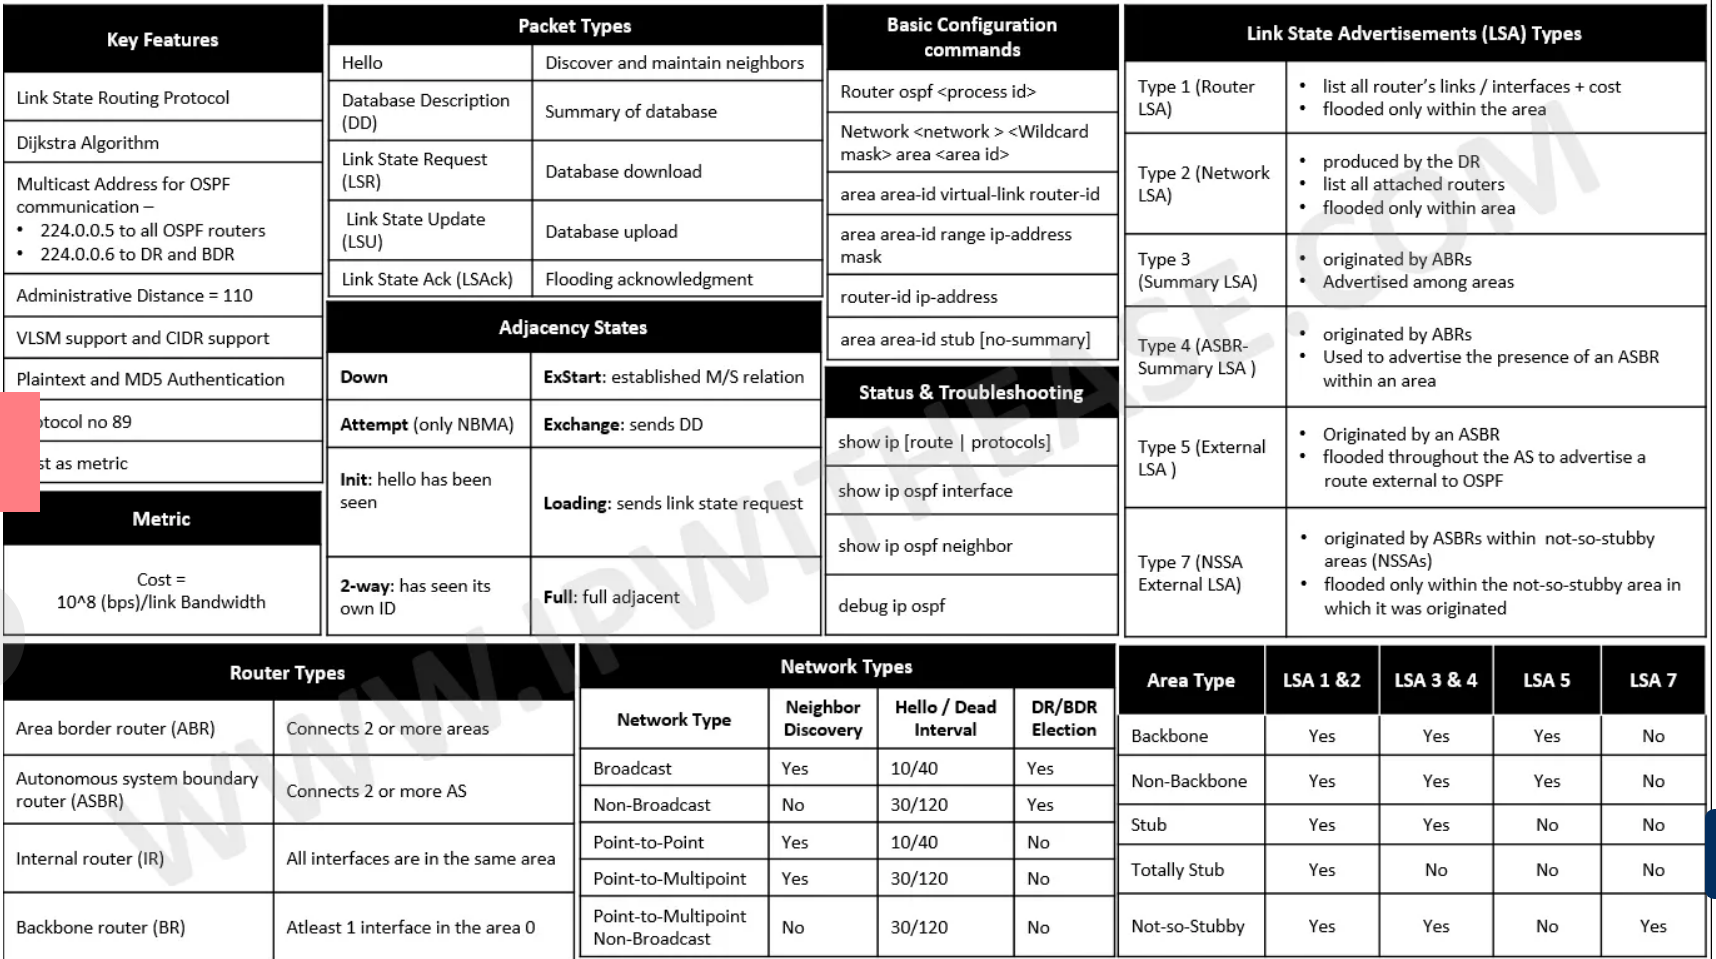 Key Features
Link State Routing Protocol
Dijkstra Algorithm
Multicast Address for OSPF
communication –
• 224.0.0.5 to all OSPF routers
• 224.0.0.6 to DR and BDR
Administrative Distance = 110
VLSM support and CIDR support
Plaintext and MD5 Authentication
otocol no 89
st as metric
Metric
Cost =
10^8 (bps)/link Bandwidth
Packet Types
Hello Discover and maintain neighbors
Database Description
(DD)
Summary of database
Link State Request
(LSR)
Database download
Link State Update
(LSU)
Database upload
Link State Ack (LSAck) Flooding acknowledgment
Adjacency States
Down ExStart: established M/S relation
Attempt (only NBMA) Exchange: sends DD
Init: hello has been
seen
Loading: sends link state request
2-way: has seen its
own ID
Full: full adjacent
Basic Configuration
commands
Router ospf <process id>
Network <network > <Wildcard
mask> area <area id>
area area-id virtual-link router-id
area area-id range ip-address
mask
router-id ip-address
area area-id stub [no-summary]
Status & Troubleshooting
show ip [route | protocols]
show ip ospf interface
show ip ospf neighbor
debug ip ospf
Link State Advertisements (LSA) Types
Type 1 (Router
LSA)
• list all router's links / interfaces + cost
• flooded only within the area
Type 2 (Network
LSA)
• produced by the DR
• list all attached routers
• flooded only within area
Type 3
(Summary LSA)
• originated by ABRs
• Advertised among areas
Type 4 (ASBR-
Summary LSA )
• originated by ABRs
• Used to advertise the presence of an ASBR
within an area
Type 5 (External
LSA )
• Originated by an ASBR
• flooded throughout the AS to advertise a
route external to OSPF
Type 7 (NSSA
External LSA)
• originated by ASBRs within not-so-stubby
areas (NSSAs)
• flooded only within the not-so-stubby area in
which it was originated
Router Types
Area border router (ABR) Connects 2 or more areas
Autonomous system boundary
router (ASBR)
Connects 2 or more AS
Internal router (IR) All interfaces are in the same area
Backbone router (BR) Atleast 1 interface in the area 0
Network Types
Network Type Neighbor
Discovery Hello / Dead
Interval DR/BDR
Election
Broadcast Yes 10/40 Yes
Non-Broadcast No 30/120 Yes
Point-to-Point Yes 10/40 No
Point-to-Multipoint Yes 30/120 No
Point-to-Multipoint
Non-Broadcast
No 30/120 No
Area Type LSA 1 &2 LSA 3 & 4 LSA 5 LSA 7
Backbone Yes Yes Yes No
Non-Backbone Yes Yes Yes No
Stub Yes Yes No No
Totally Stub Yes No No No
Not-so-Stubby Yes Yes No Yes
WWW.IPWITHEASE.COM